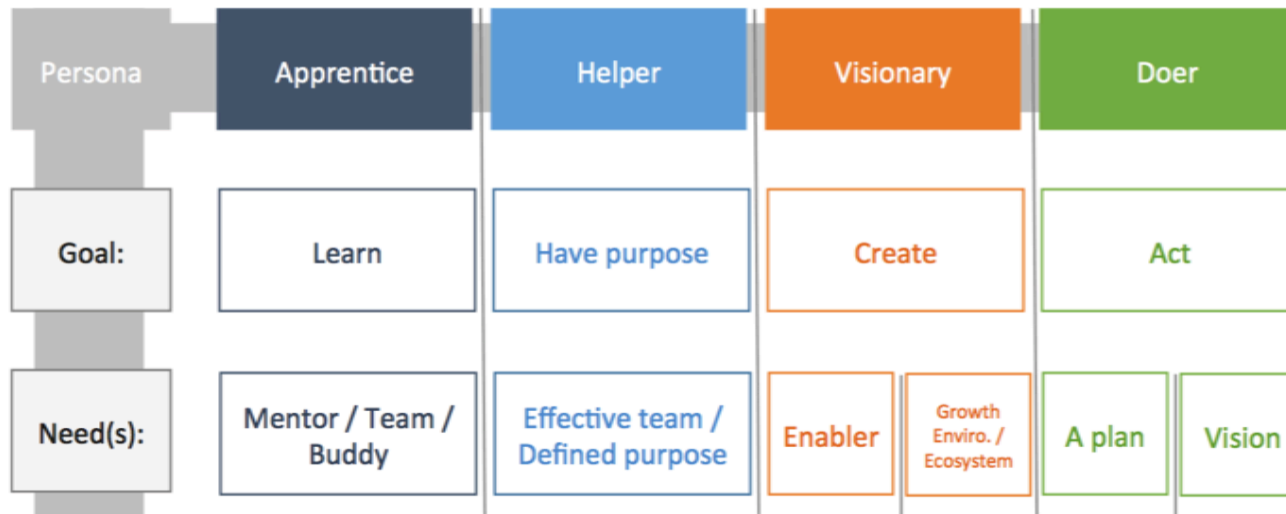 Persona
Apprentice
Helper
Visionary
Doer
Goal:
Learn
Have purpose
Create
Act
Need(s):
Mentor / Team /
Buddy
Effective team /
Defined purpose
Enabler
Growth
Enviro. /
Ecosystem
A plan
Vision